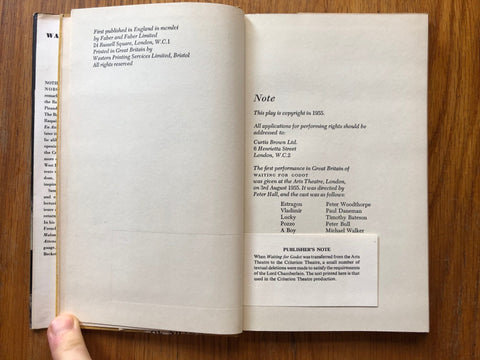 WA
NOTH
NOBO
remark
First published in England in mcmlvi
by Faber and Faber Limited
24 Russell Square, London, W.C.1
Printed in Great Britain by
Western Printing Services Limited, Bristol
All rights reserved
Note
This play is copyright in 1955.
All applications for performing rights should be
addressed to:
Curtis Brown Ltd.
6 Henrietta Street
London, W.C.2
The first performance in Great Britain of
WAITING FOR GODOT
was given at the Arts Theatre, London,
on 3rd August 1955. It was directed by
Peter Hall, and the cast was as follows:
Estragon Peter Woodthorpe
Vladimir Paul Daneman
Lucky Timothy Bateson
Pozzo Peter Bull
A Boy Michael Walker
PUBLISHER'S NOTE
When Waiting for Godot was transferred from the Arts
Theatre to the Criterion Theatre, a small number of
textual deletions were made to satisfy the requirements
of the Lord Chamberlain. The text printed here is that
used in the Criterion Theatre production.